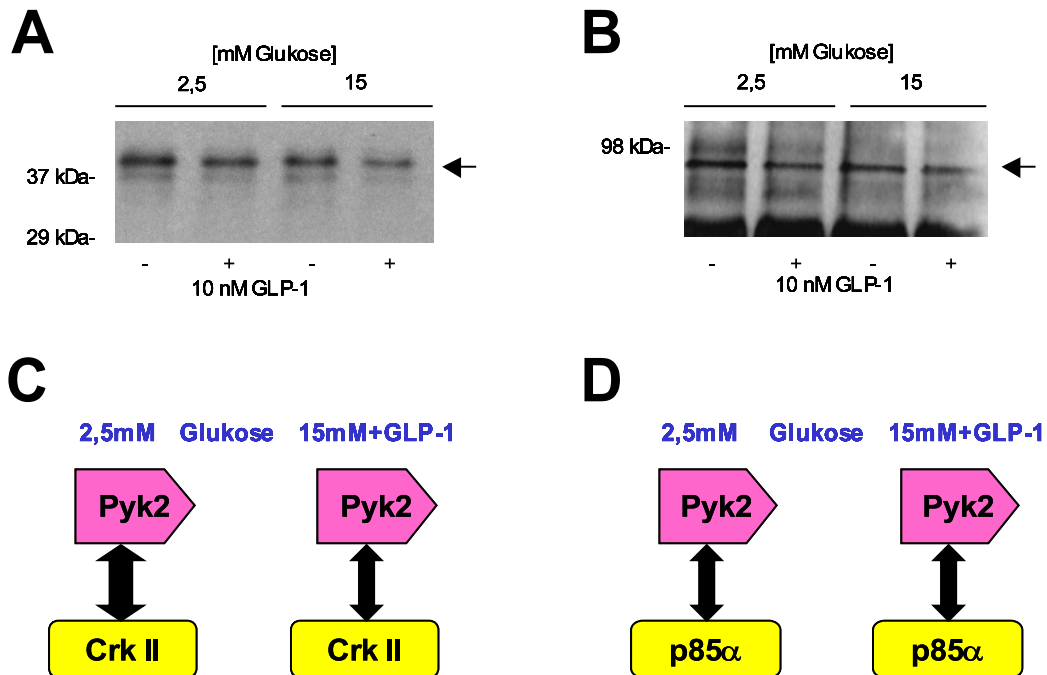 A
[mM Glukose]
2,5 15
37 kDa-
29 kDa-
- + - +
10 nM GLP-1
B
[mM Glukose]
2,5 15
98 kDa-
- + - +
10 nM GLP-1
C
2,5mM Glukose 15mM+GLP-1
Pyk2 Pyk2
Crk II Crk II
D
2,5mM Glukose 15mM+GLP-1
Pyk2 Pyk2
p85α p85α